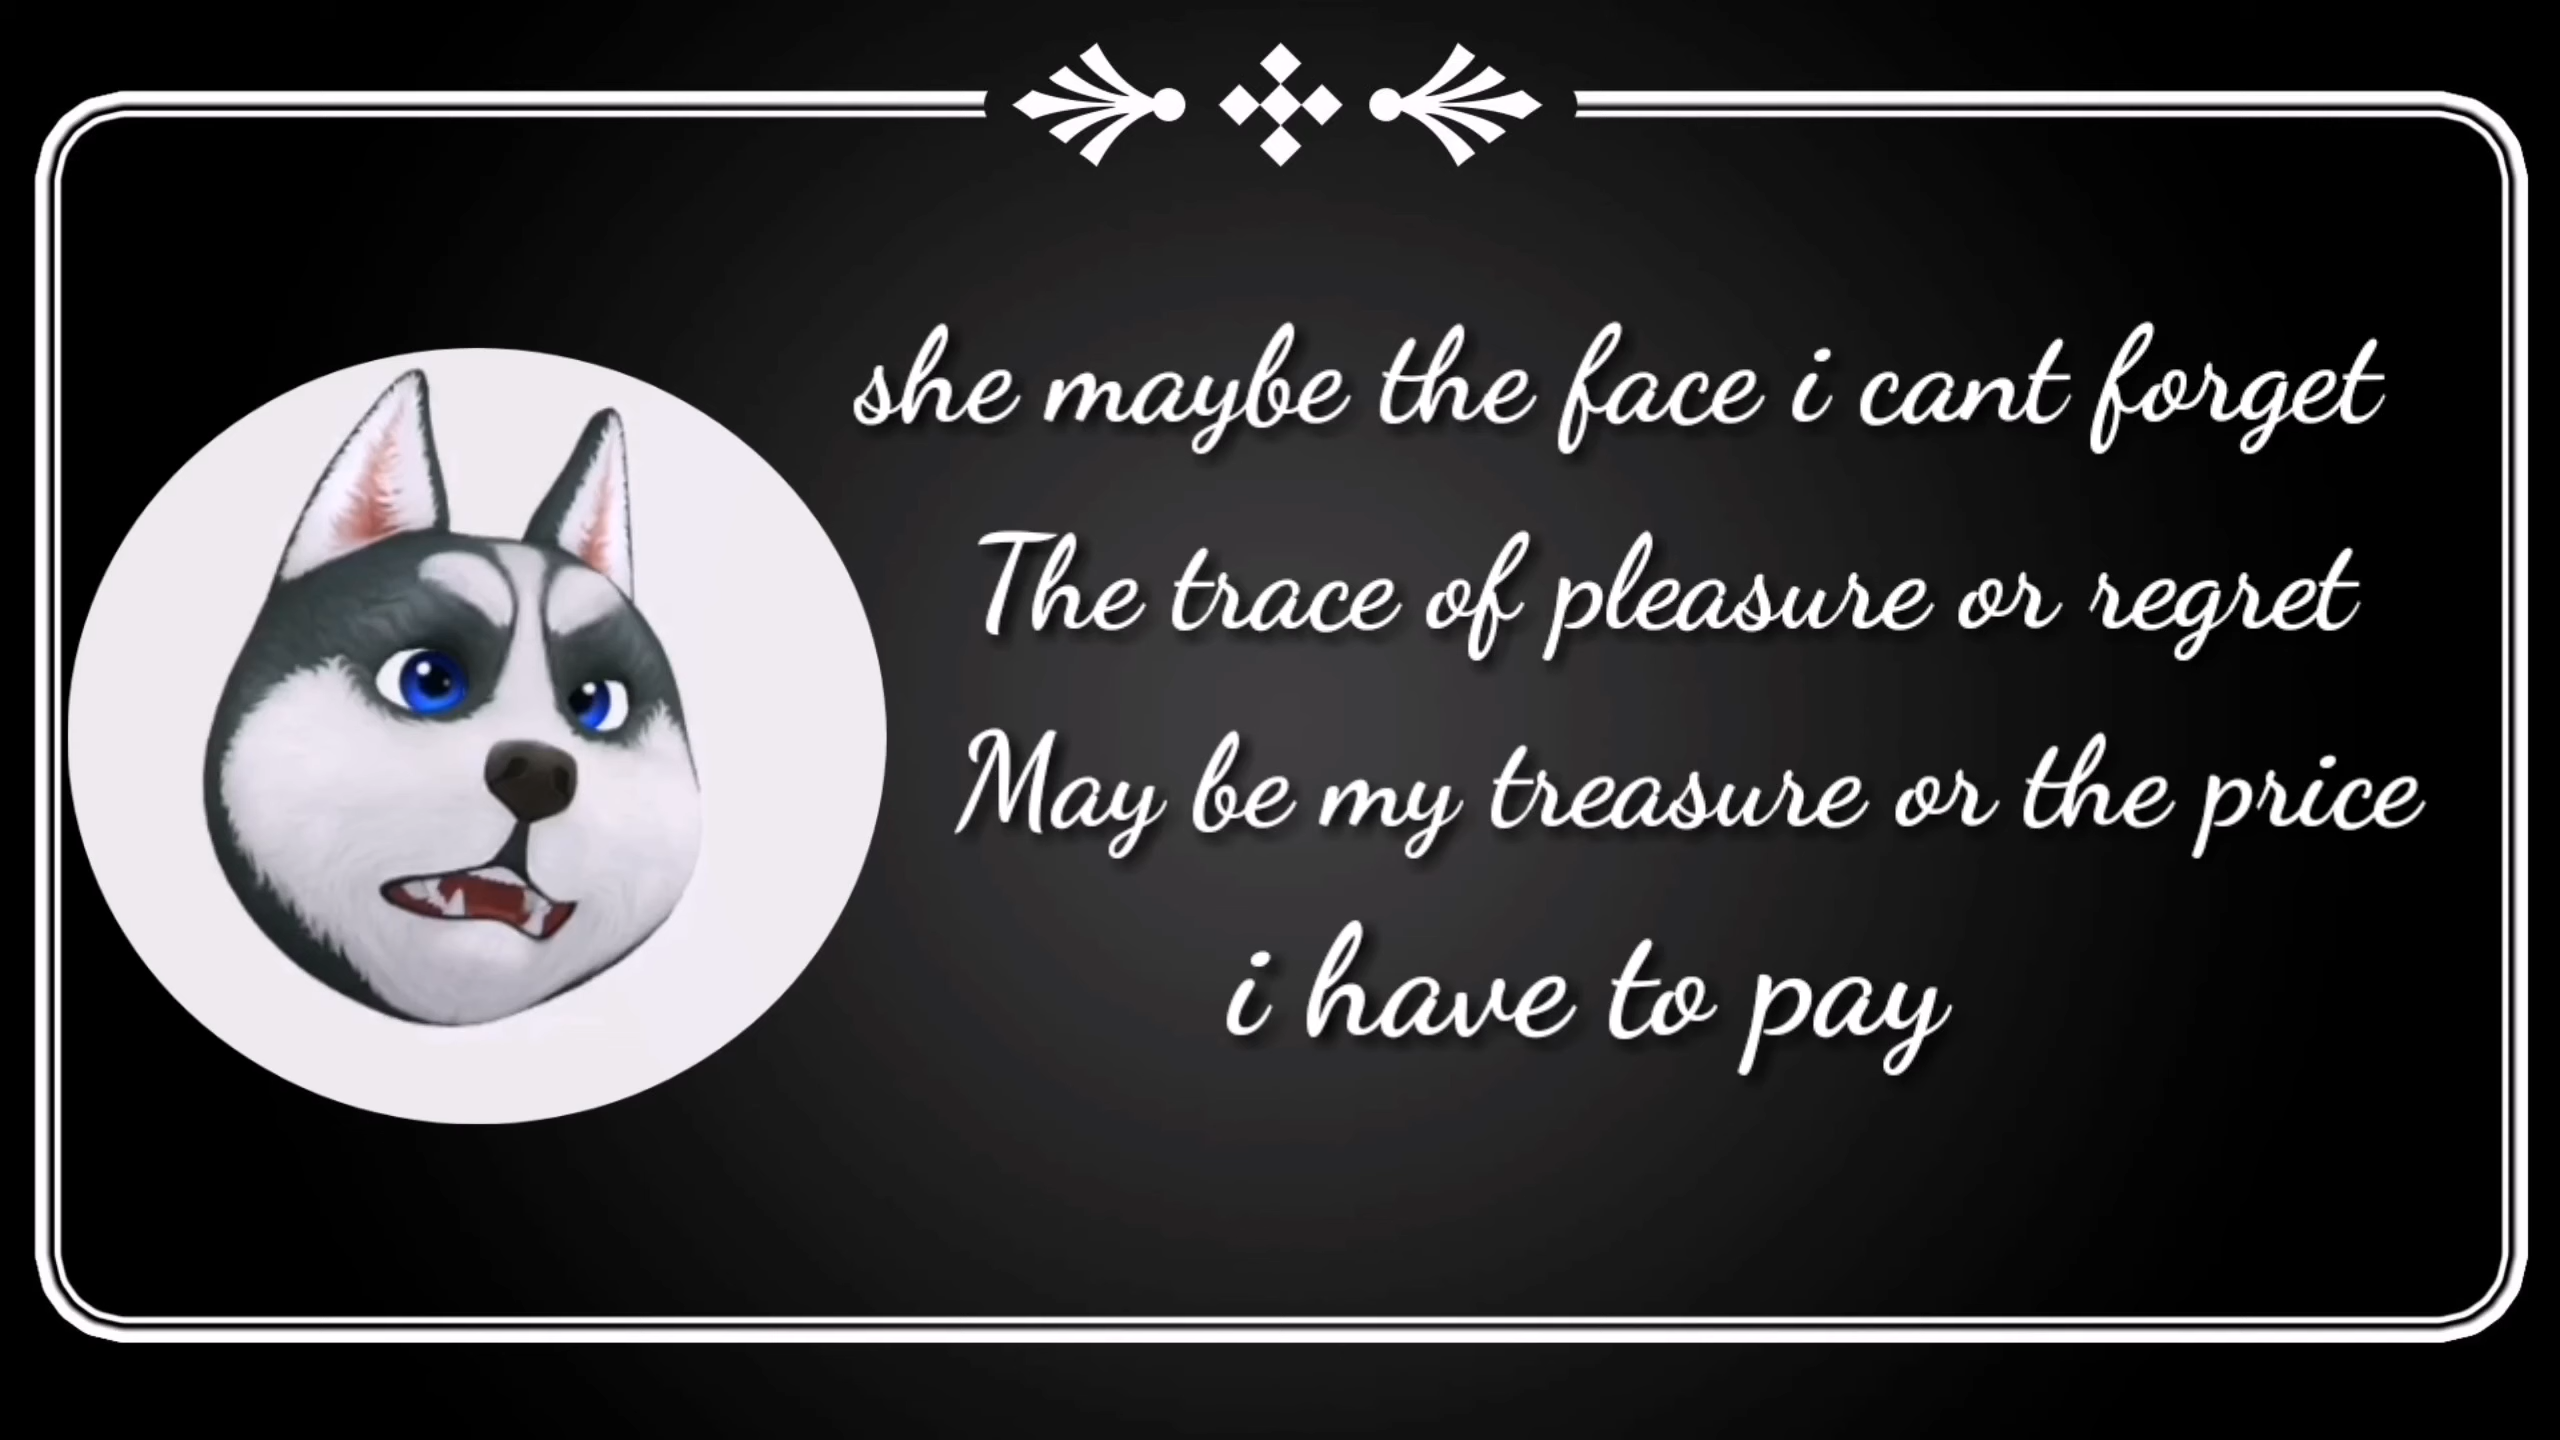 she maybe the face i cant forget
The trace of pleasure or regret
May be my treasure or the price
i have to pay